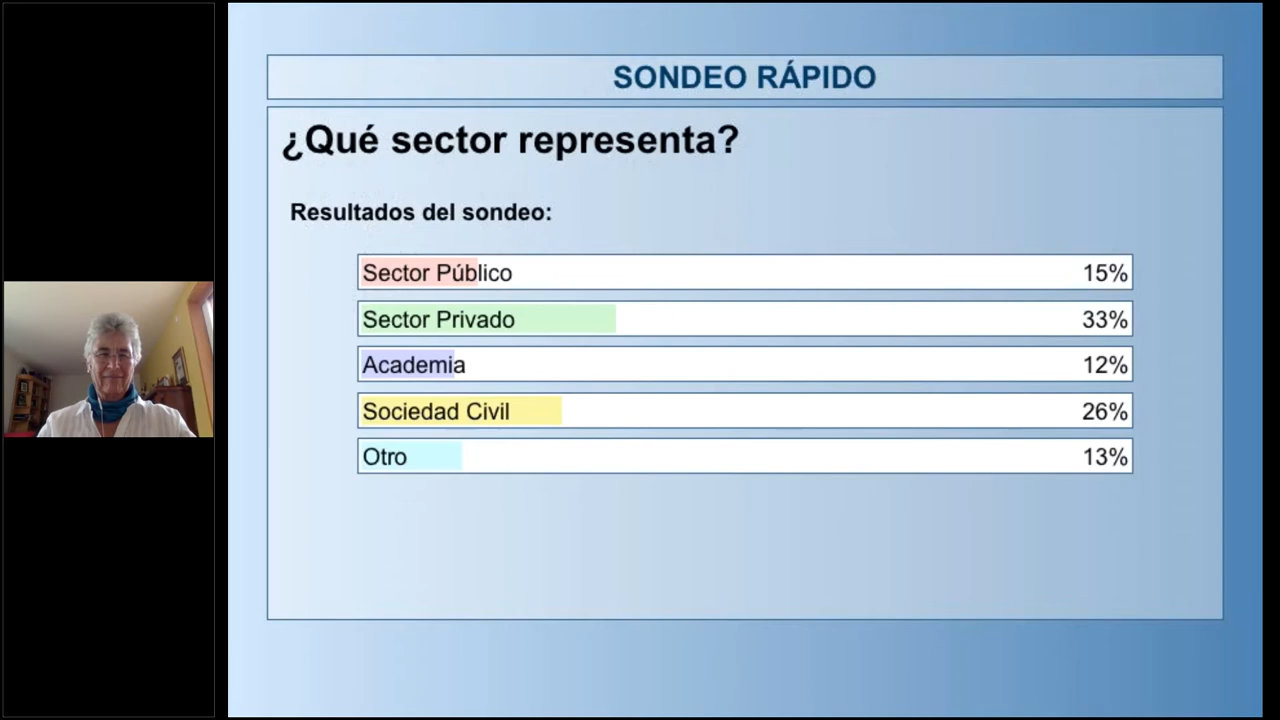 SONDEO RÁPIDO
¿Qué sector representa?
Resultados del sondeo:
Sector Público 15%
Sector Privado 33%
Academia 12%
Sociedad Civil 26%
Otro 13%